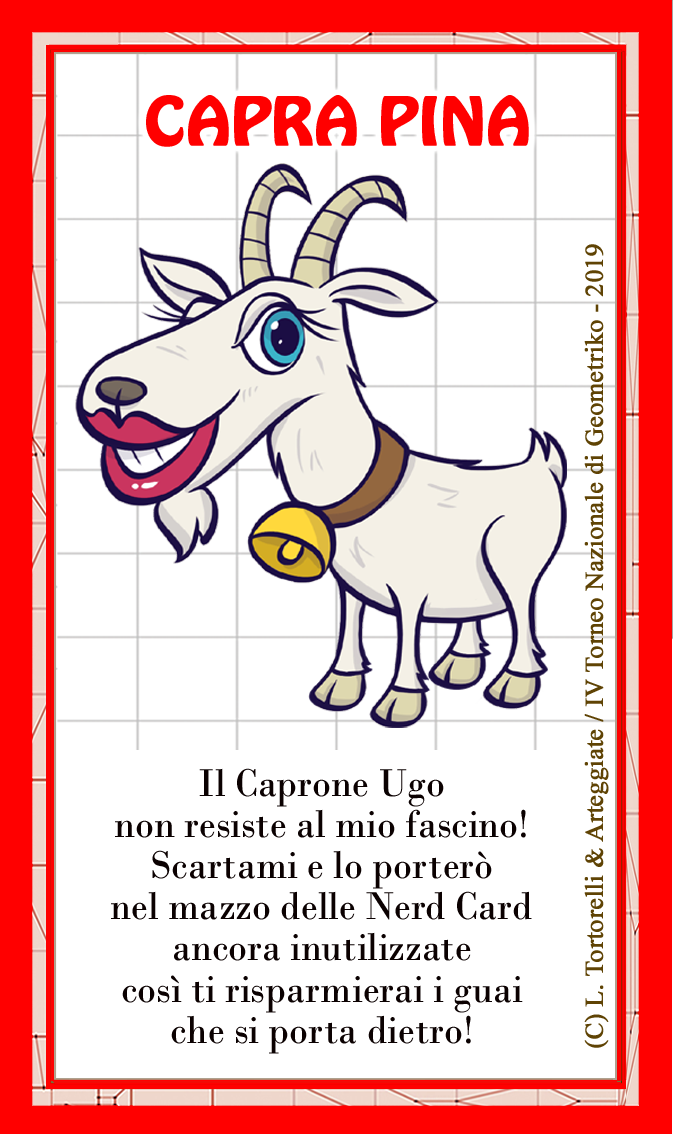 CAPRA PINA
Il Caprone Ugo
non resiste al mio fascino!
Scartami e lo porterò
nel mazzo delle Nerd Card
ancora inutilizzate
così ti risparmierai i guai
che si porta dietro!
(C) L. Tortorelli & Arteggiate / IV Torneo Nazionale di Geometriko - 2019